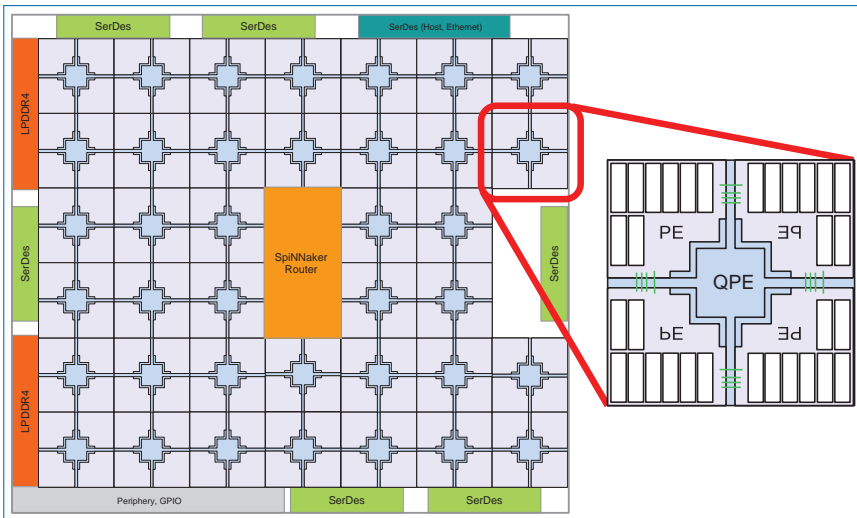 SerDes
SerDes
SerDes (Host, Ethernet)
LPDDR4
SerDes
LPDDR4
SpiNNaker
Router
SerDes
Periphery, GPIO
SerDes
SerDes
PE
PE
QPE
PE
PE